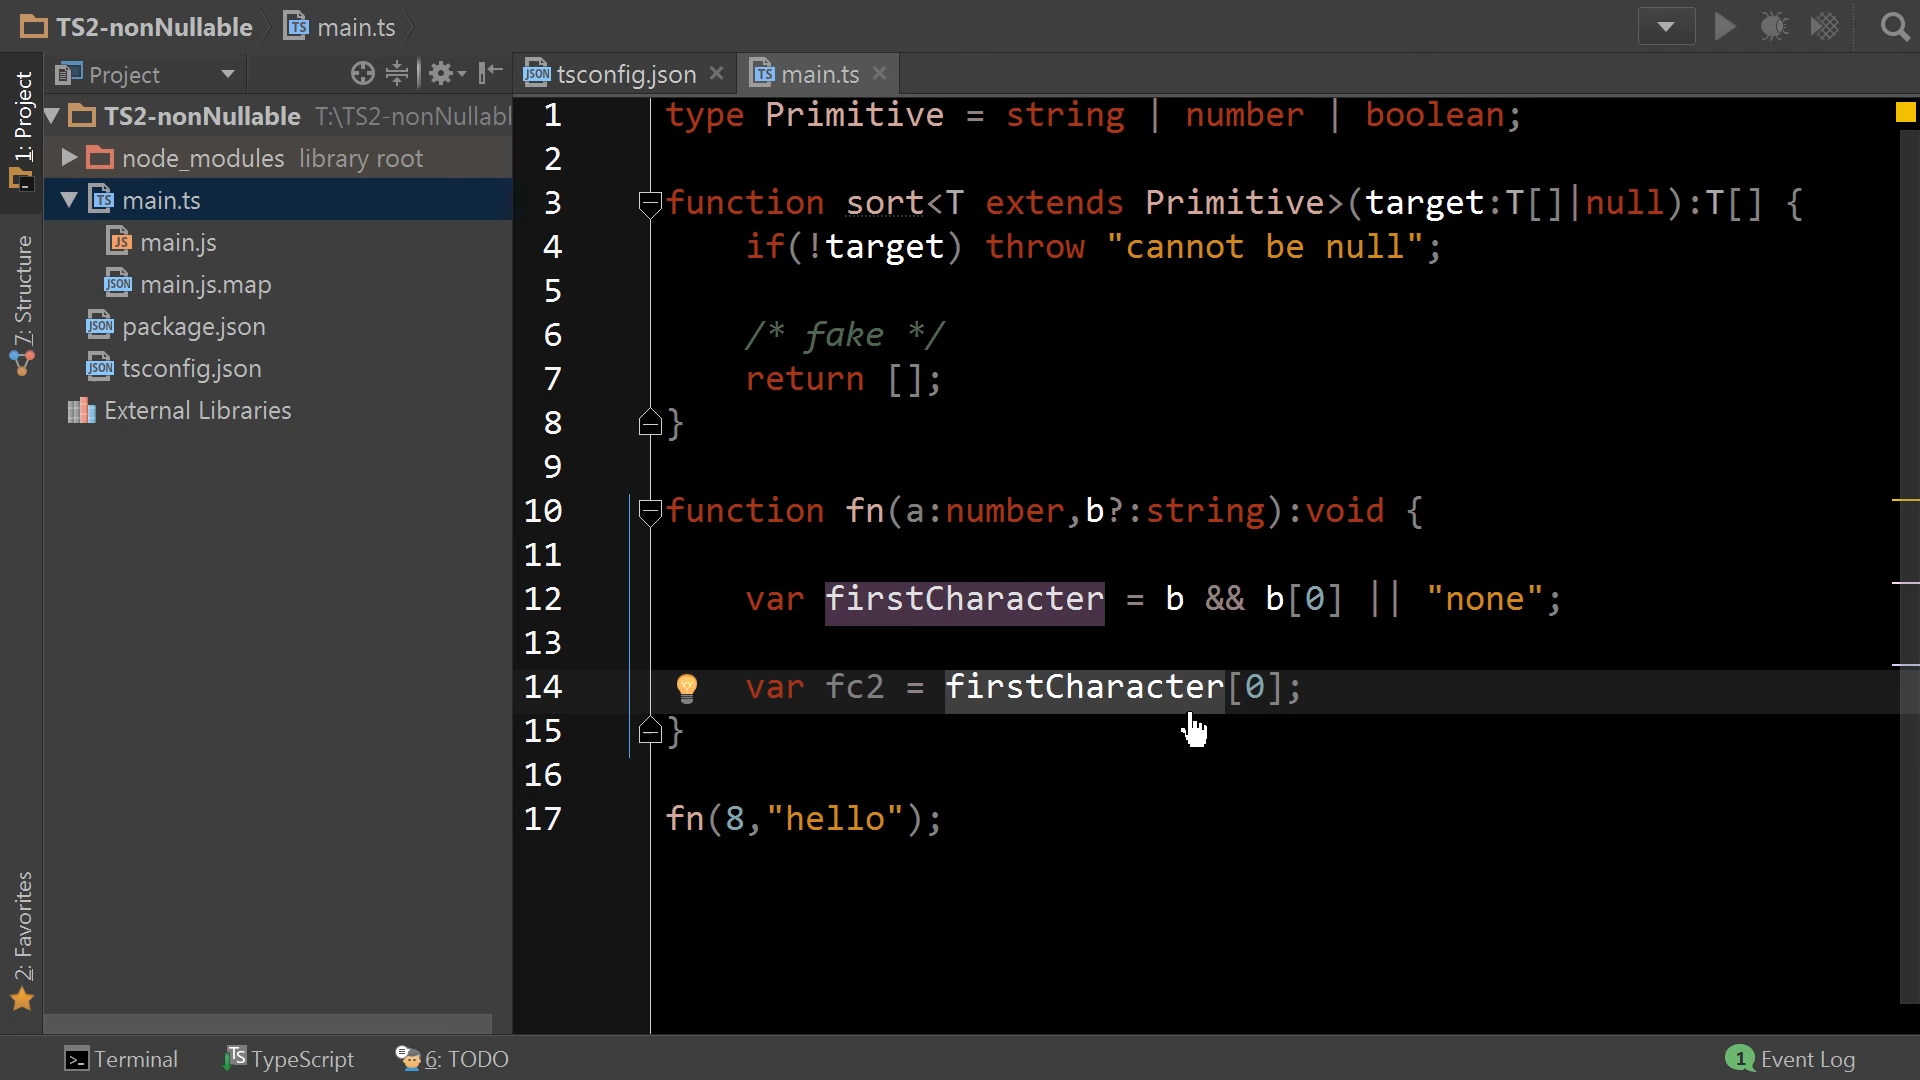 TS2-nonNullable main.ts
Project
tsconfig.json
main.ts
1: Project
7: Structure
2: Favorites
TS2-nonNullable T:\TS2-nonNullabl
node_modules library root
main.ts
main.js
main.js.map
package.json
tsconfig.json
External Libraries
1 type Primitive = string | number | boolean;
2
3 function sort<T extends Primitive>(target:T[]|null):T[] {
4 if(!target) throw "cannot be null";
5
6 /* fake */
7 return [];
8 }
9
10 function fn(a:number,b?:string):void {
11
12 var firstCharacter = b && b[0] || "none";
13
14 var fc2 = firstCharacter[0];
15 }
16
17 fn(8,"hello");
Terminal TypeScript 6: TODO 1 Event Log